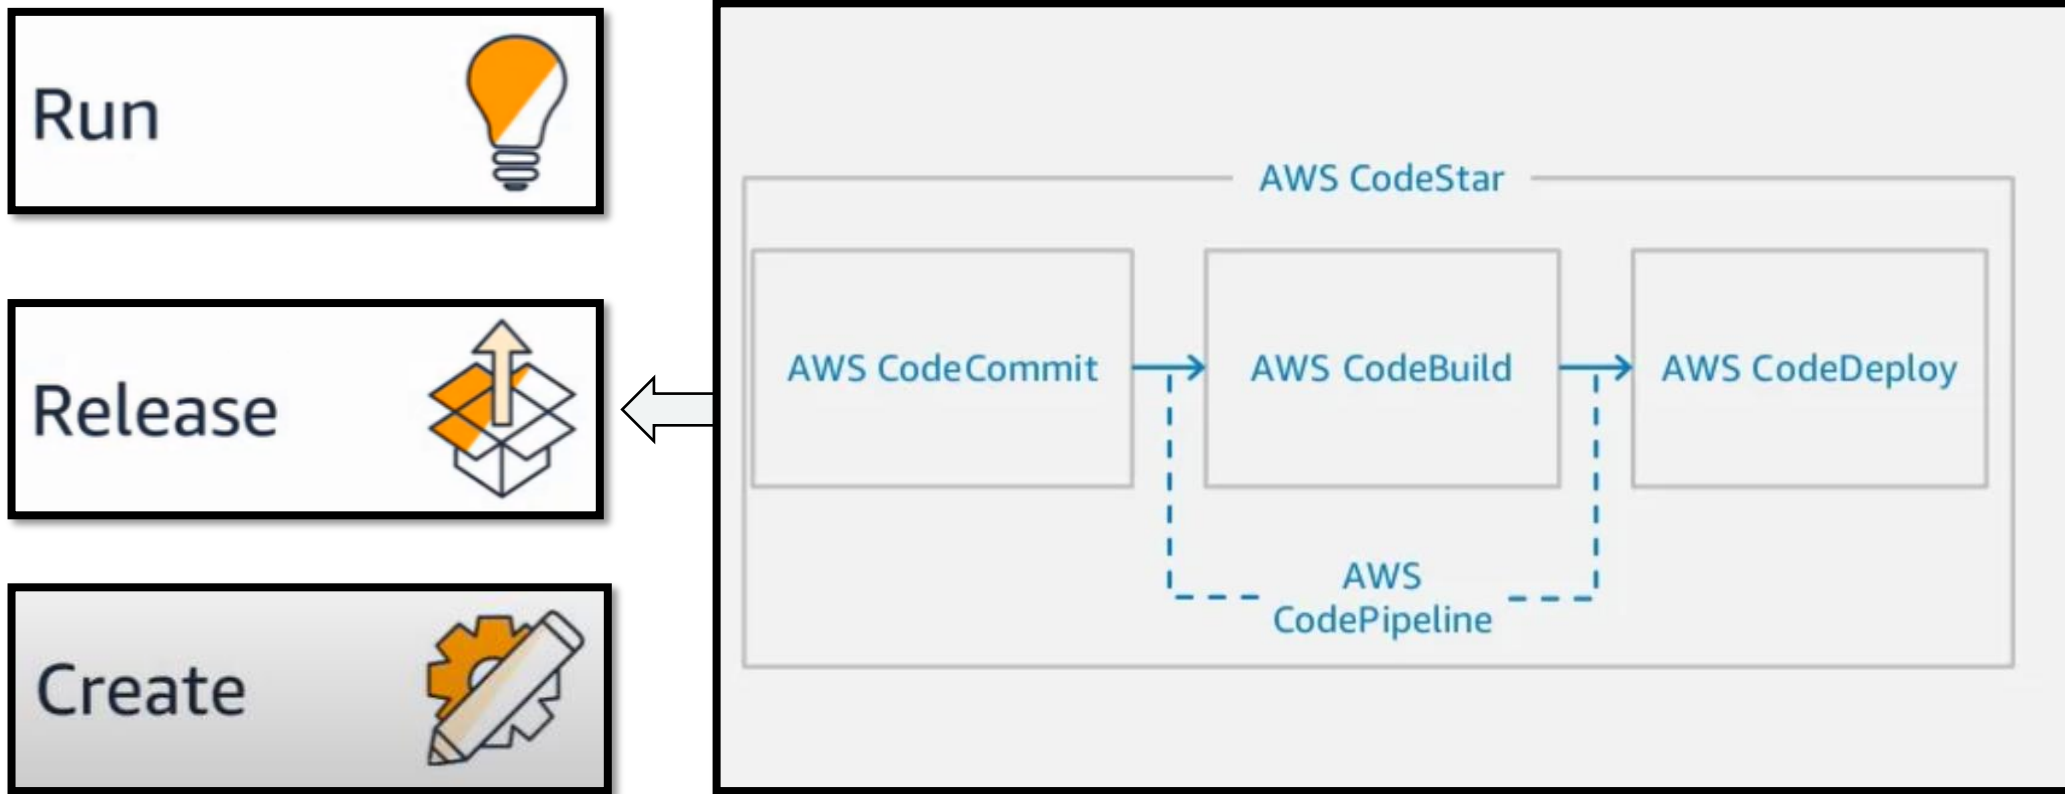 Run
Release
Create
AWS CodeStar
AWS CodeCommit
AWS CodeBuild
AWS CodeDeploy
AWS
CodePipeline